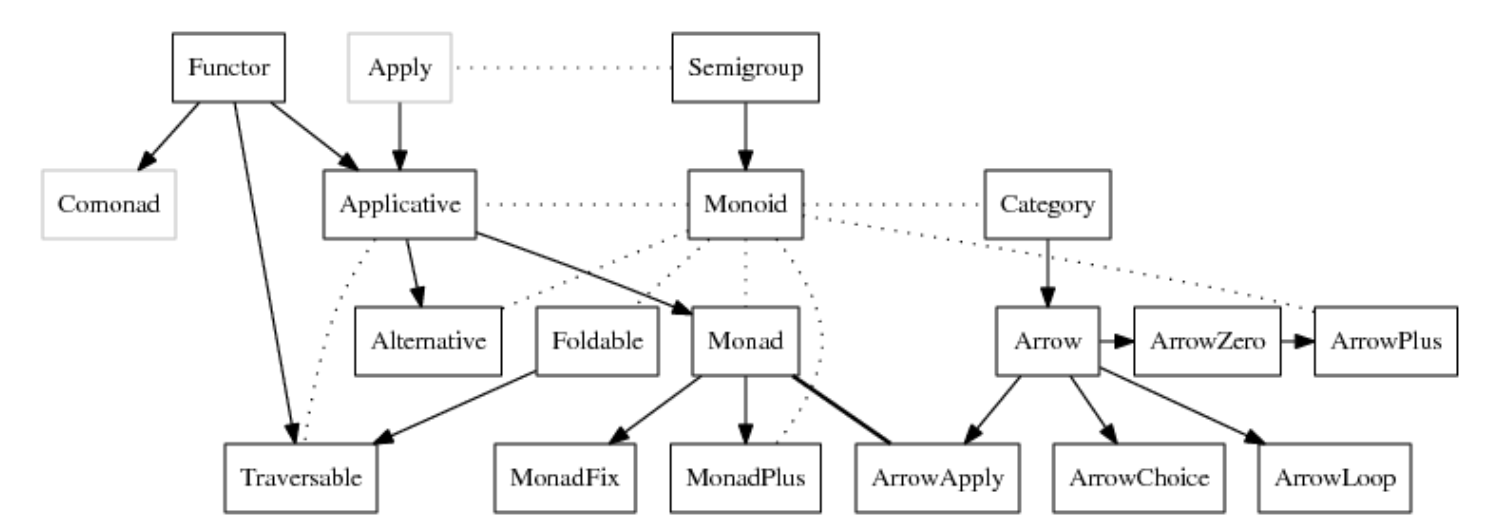 Functor
Apply
Semigroup
Comonad
Applicative
Monoid
Category
Alternative
Foldable
Monad
Arrow
ArrowZero
ArrowPlus
Traversable
MonadFix
MonadPlus
ArrowApply
ArrowChoice
ArrowLoop